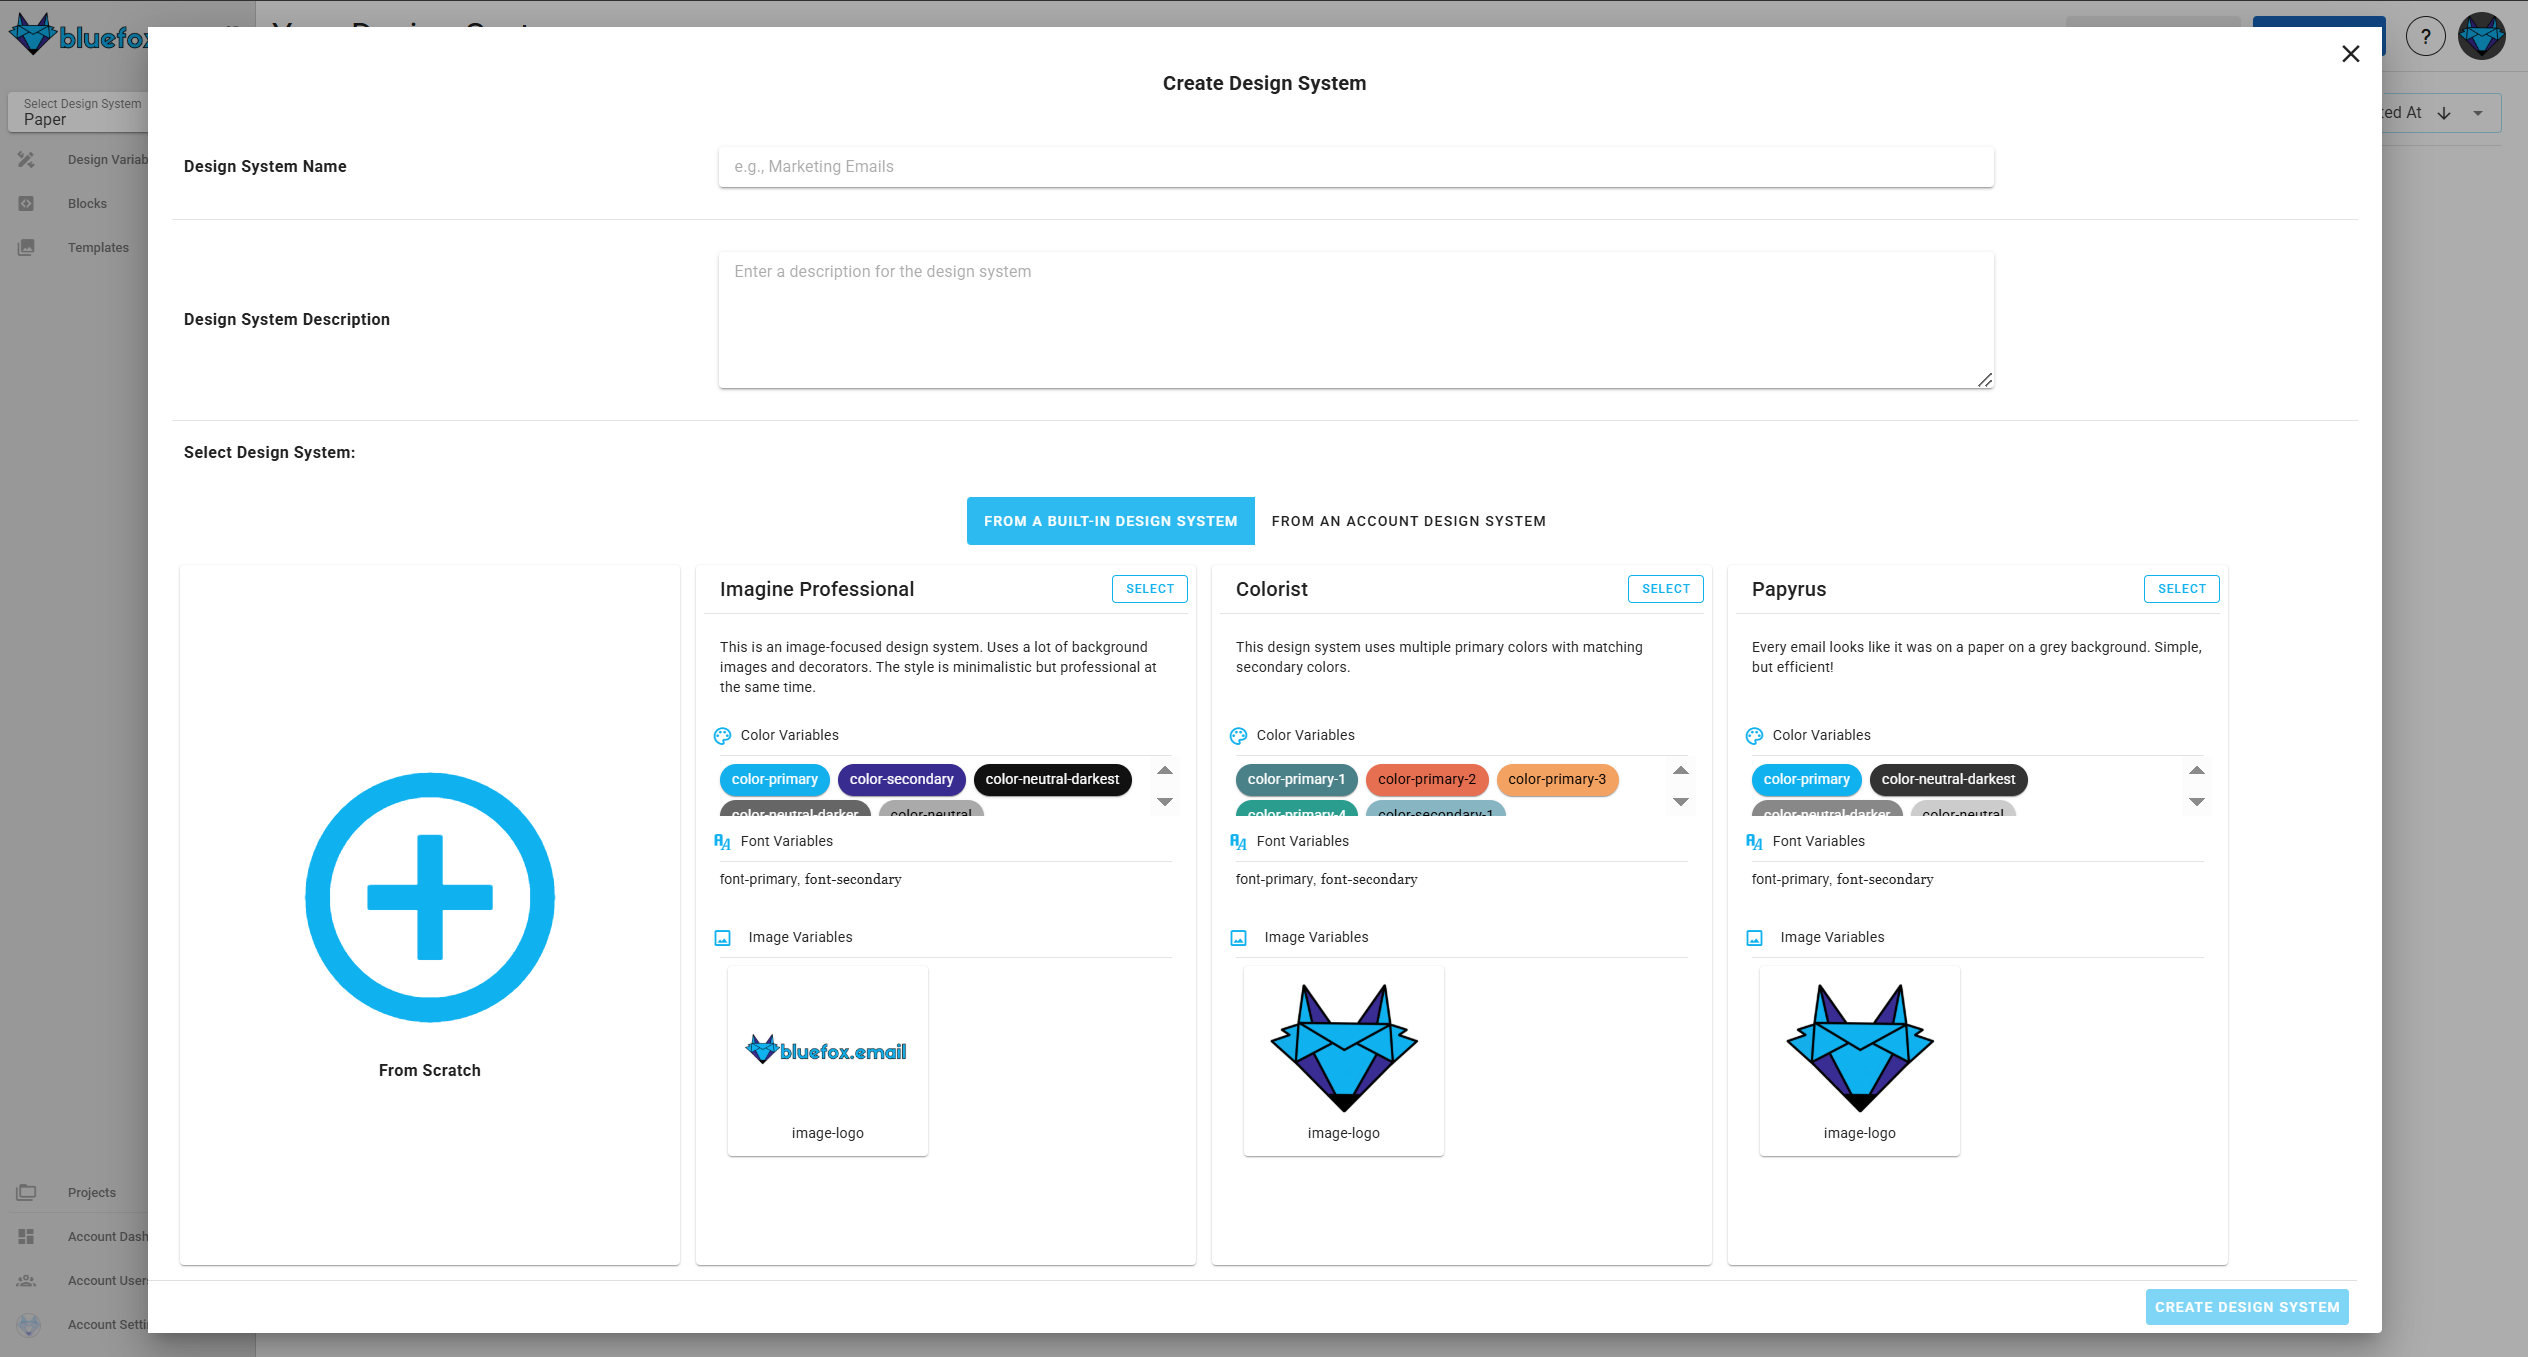 bluefox
Create Design System
?
Select Design System
Paper
ted At
Design Variab
Blocks
Templates
Design System Name
e.g., Marketing Emails
Design System Description
Enter a description for the design system
Select Design System:
FROM A BUILT-IN DESIGN SYSTEM
FROM AN ACCOUNT DESIGN SYSTEM
From Scratch
Imagine Professional
SELECT
This is an image-focused design system. Uses a lot of background
images and decorators. The style is minimalistic but professional at
the same time.
Color Variables
color-primary
color-secondary
color-neutral-darkest
color-neutral-darker
color-neutral
Font Variables
font-primary, font-secondary
Image Variables
bluefox.email
image-logo
Colorist
SELECT
This design system uses multiple primary colors with matching
secondary colors.
Color Variables
color-primary-1
color-primary-2
color-primary-3
color-primary-4
color-secondary-1
Font Variables
font-primary, font-secondary
Image Variables
image-logo
Papyrus
SELECT
Every email looks like it was on a paper on a grey background. Simple,
but efficient!
Color Variables
color-primary
color-neutral-darkest
color-neutral-darker
color-neutral
Font Variables
font-primary, font-secondary
Image Variables
image-logo
Projects
Account Dash
Account Users
Account Setti
CREATE DESIGN SYSTEM